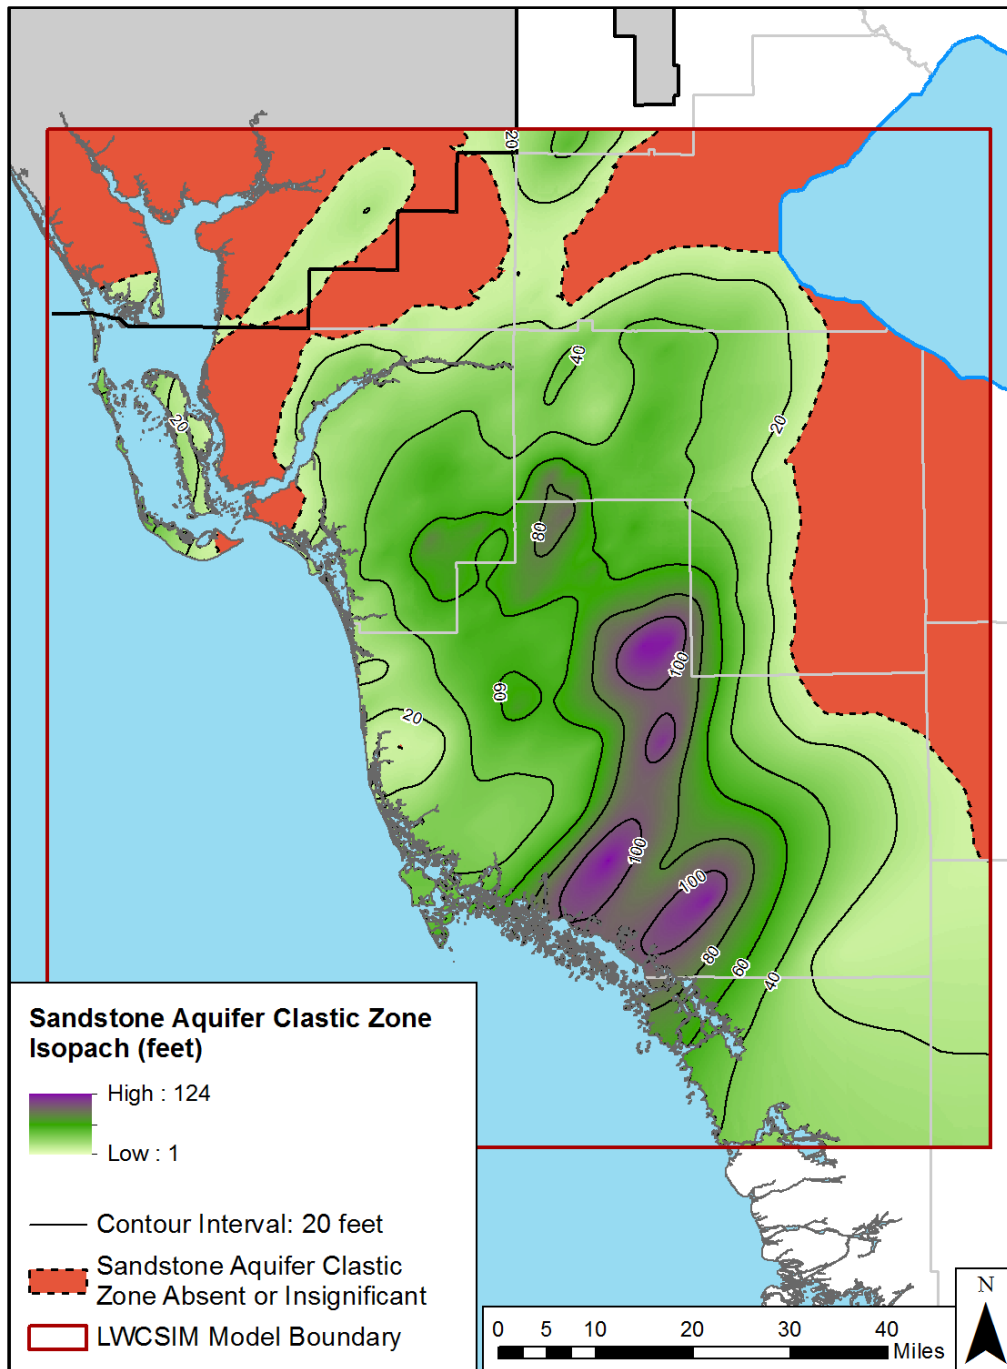 20
40
20
20
80
100
60
20
100
100
80
60
40
Sandstone Aquifer Clastic Zone
Isopach (feet)
High : 124
Low : 1
Contour Interval: 20 feet
Sandstone Aquifer Clastic
Zone Absent or Insignificant
LWCSIM Model Boundary
0 5 10 20 30 40
Miles
N